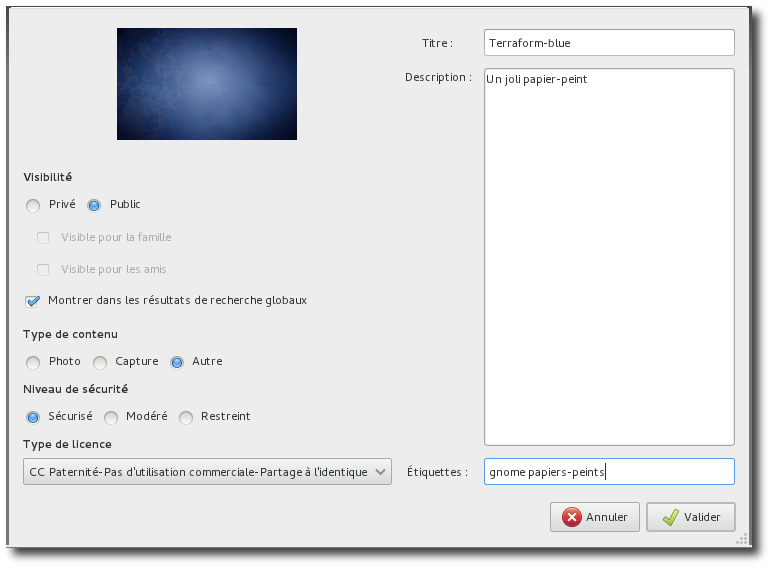 Titre :
Terraform-blue
Description :
Un joli papier-peint
Visibilité
Privé Public
Visible pour la famille
Visible pour les amis
Montrer dans les résultats de recherche globaux
Type de contenu
Photo Capture Autre
Niveau de sécurité
Sécurisé Modéré Restreint
Type de licence
CC Paternité-Pas d'utilisation commerciale-Partage à l'identique
Étiquettes :
gnome papiers-peints
Annuler
Valider